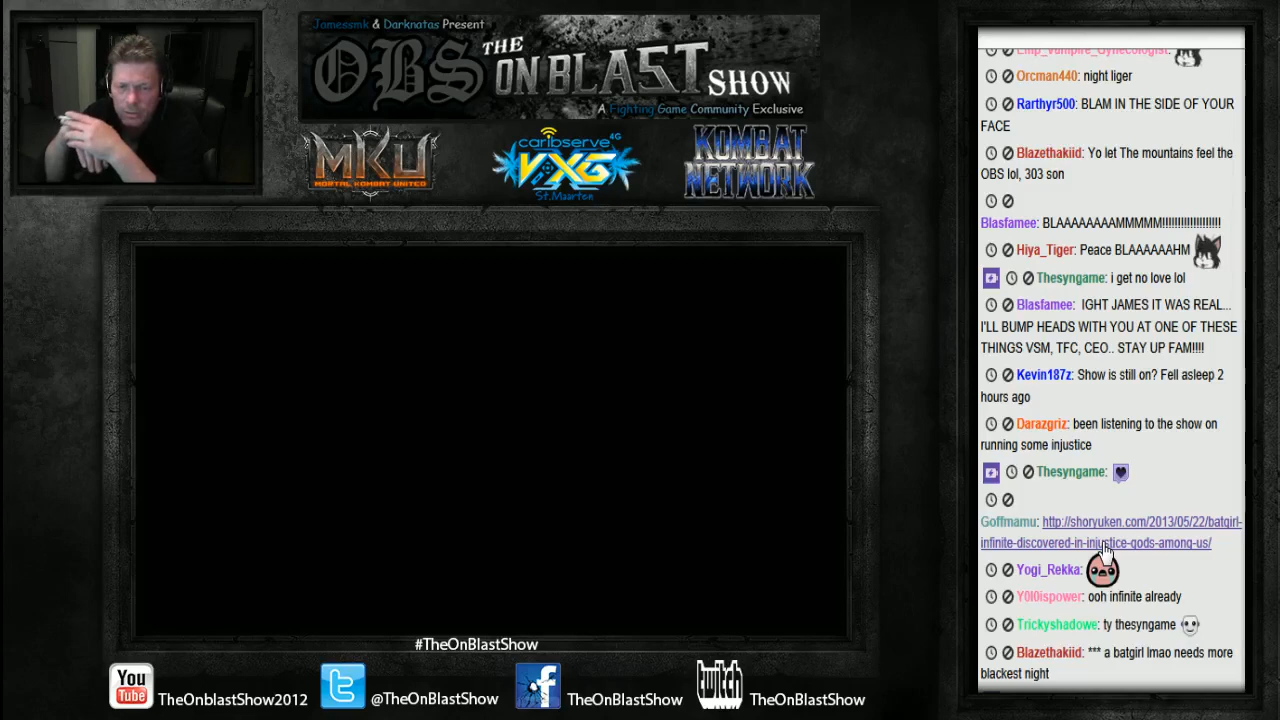 Jamessmk & Darknatas Present
OBS THE ON BLAST SHOW
A Fighting Game Community Exclusive
MKU
MORTAL KOMBAT UNITED
caribserve 4G
VXG
St.Maarten
KOMBAT
NETWORK
#TheOnBlastShow
You
Tube
TheOnblastShow2012
@TheOnBlastShow
TheOnBlastShow
twitch
TheOnBlastShow
Emp_Vampire_Gynecologist:
Orcman440: night liger
Rarthyr500: BLAM IN THE SIDE OF YOUR
FACE
Blazethakiid: Yo let The mountains feel the
OBS lol, 303 son
Blasfamee: BLAAAAAAAAMMMMM!!!!!!!!!!!!!!!!!!!!
Hiya_Tiger: Peace BLAAAAAAHM
Thesyngame: i get no love lol
Blasfamee: IGHT JAMES IT WAS REAL...
I'LL BUMP HEADS WITH YOU AT ONE OF THESE
THINGS VSM, TFC, CEO.. STAY UP FAM!!!!
Kevin187z: Show is still on? Fell asleep 2
hours ago
Darazgriz: been listening to the show on
running some injustice
Thesyngame:
Goffmamu: http://shoryuken.com/2013/05/22/batgirl-
infinite-discovered-in-injustice-gods-among-us/
Yogi_Rekka:
Y0l0ispower: ooh infinite already
Trickyshadowe: ty thesyngame
Blazethakiid: *** a batgirl lmao needs more
blackest night